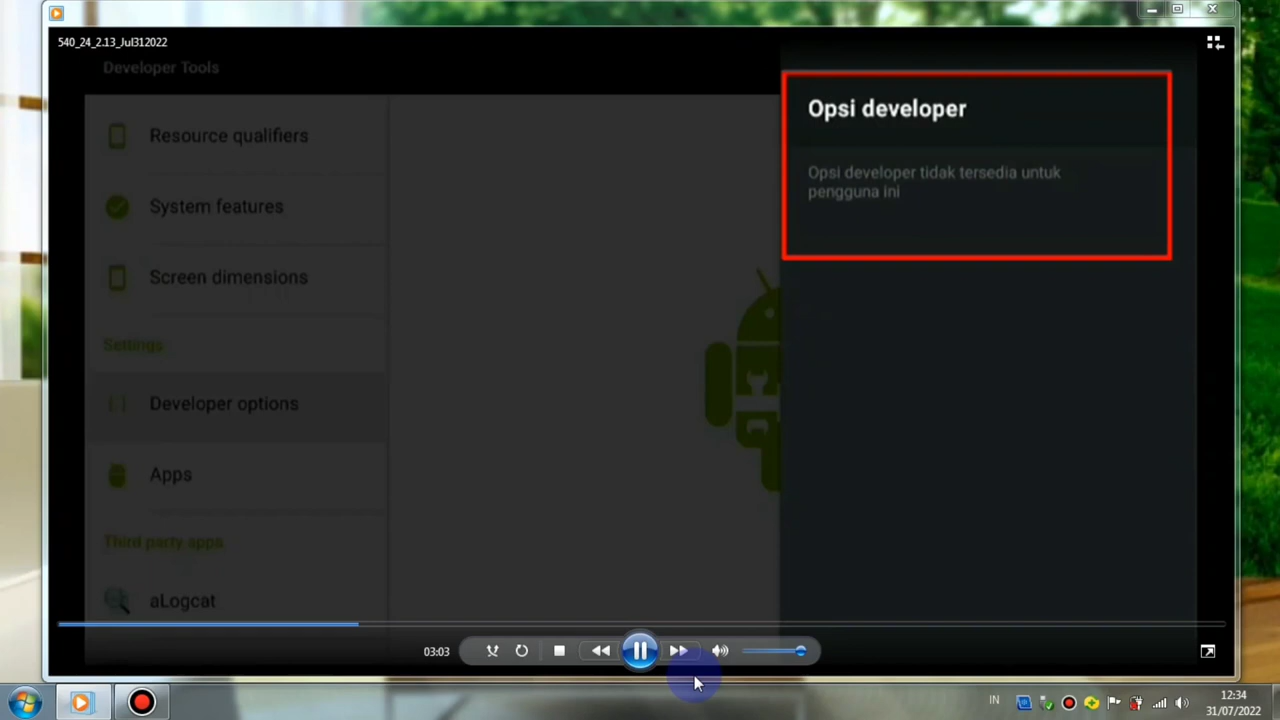 540_24_2.13_Jul312022
Developer Tools
Resource qualifiers
System features
Screen dimensions
Settings
Developer options
Apps
Third party apps
aLogcat
Opsi developer
Opsi developer tidak tersedia untuk
pengguna ini
03:03
IN
12:34
31/07/2022